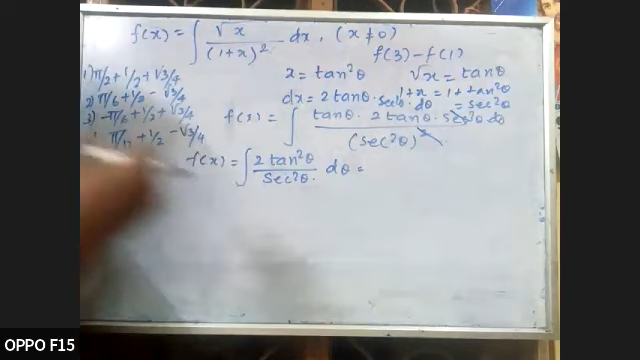 f(x) = ∫ √x / (1+x)² dx , (x ≠ 0)
f(3) - f(1)
1) π/2 + 1/2 + √3/4
2) π/6 + 1/2 - √3/4
3) -π/6 + 1/2 + √3/4
π/12 + 1/2 - √3/4
x = tan²θ √x = tanθ
1+x = 1 + tan²θ
dx = 2 tanθ · sec²θ · dθ = sec²θ
f(x) = ∫ tanθ · 2 tanθ · sec²θ dθ / (sec²θ)²
f(x) = ∫ 2 tan²θ / sec²θ · dθ =
OPPO F15